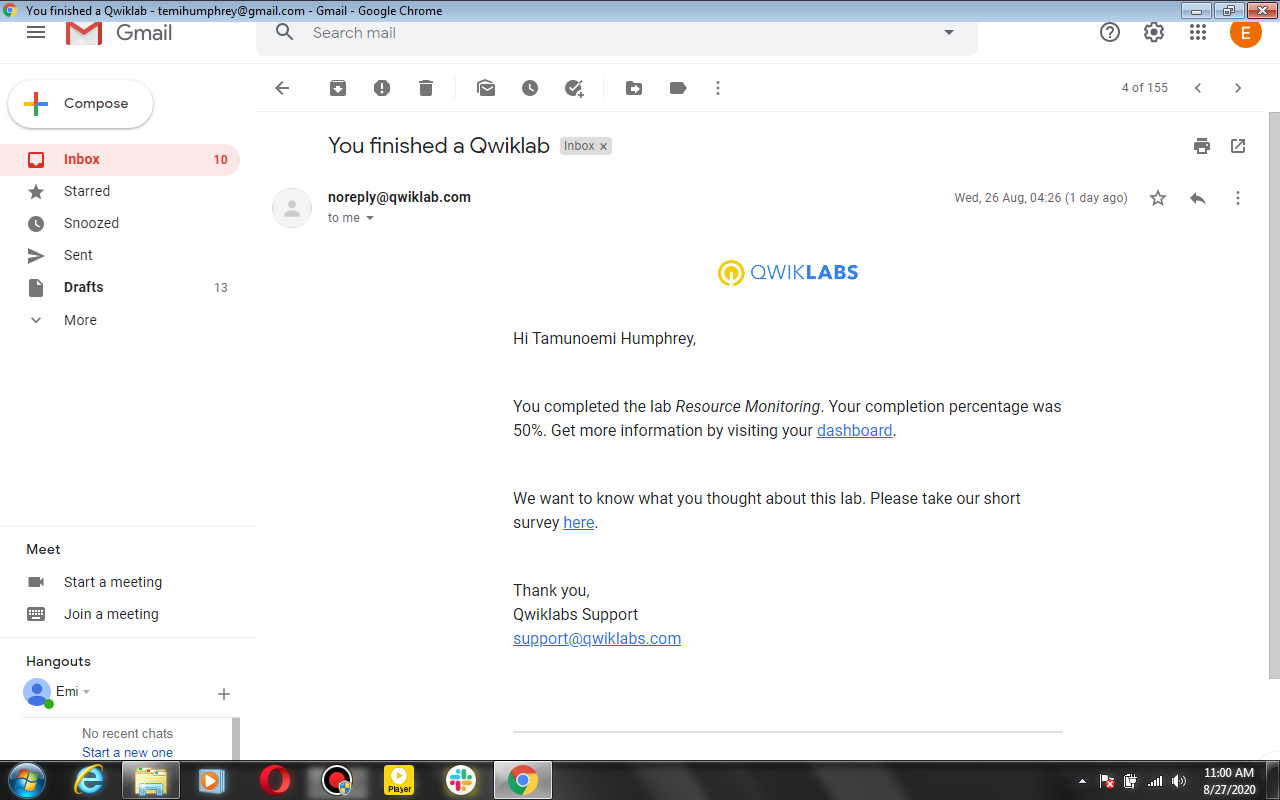 You finished a Qwiklab - temihumphrey@gmail.com - Gmail - Google Chrome
Gmail
Search mail
E
Compose
4 of 155
You finished a Qwiklab Inbox x
Inbox 10
Starred
Snoozed
Sent
Drafts 13
More
noreply@qwiklab.com
Wed, 26 Aug, 04:26 (1 day ago)
to me
QWIKLABS
Hi Tamunoemi Humphrey,
You completed the lab Resource Monitoring. Your completion percentage was
50%. Get more information by visiting your dashboard.
We want to know what you thought about this lab. Please take our short
survey here.
Thank you,
Qwiklabs Support
support@qwiklabs.com
Meet
Start a meeting
Join a meeting
Hangouts
Emi
No recent chats
Start a new one
Player
11:00 AM
8/27/2020